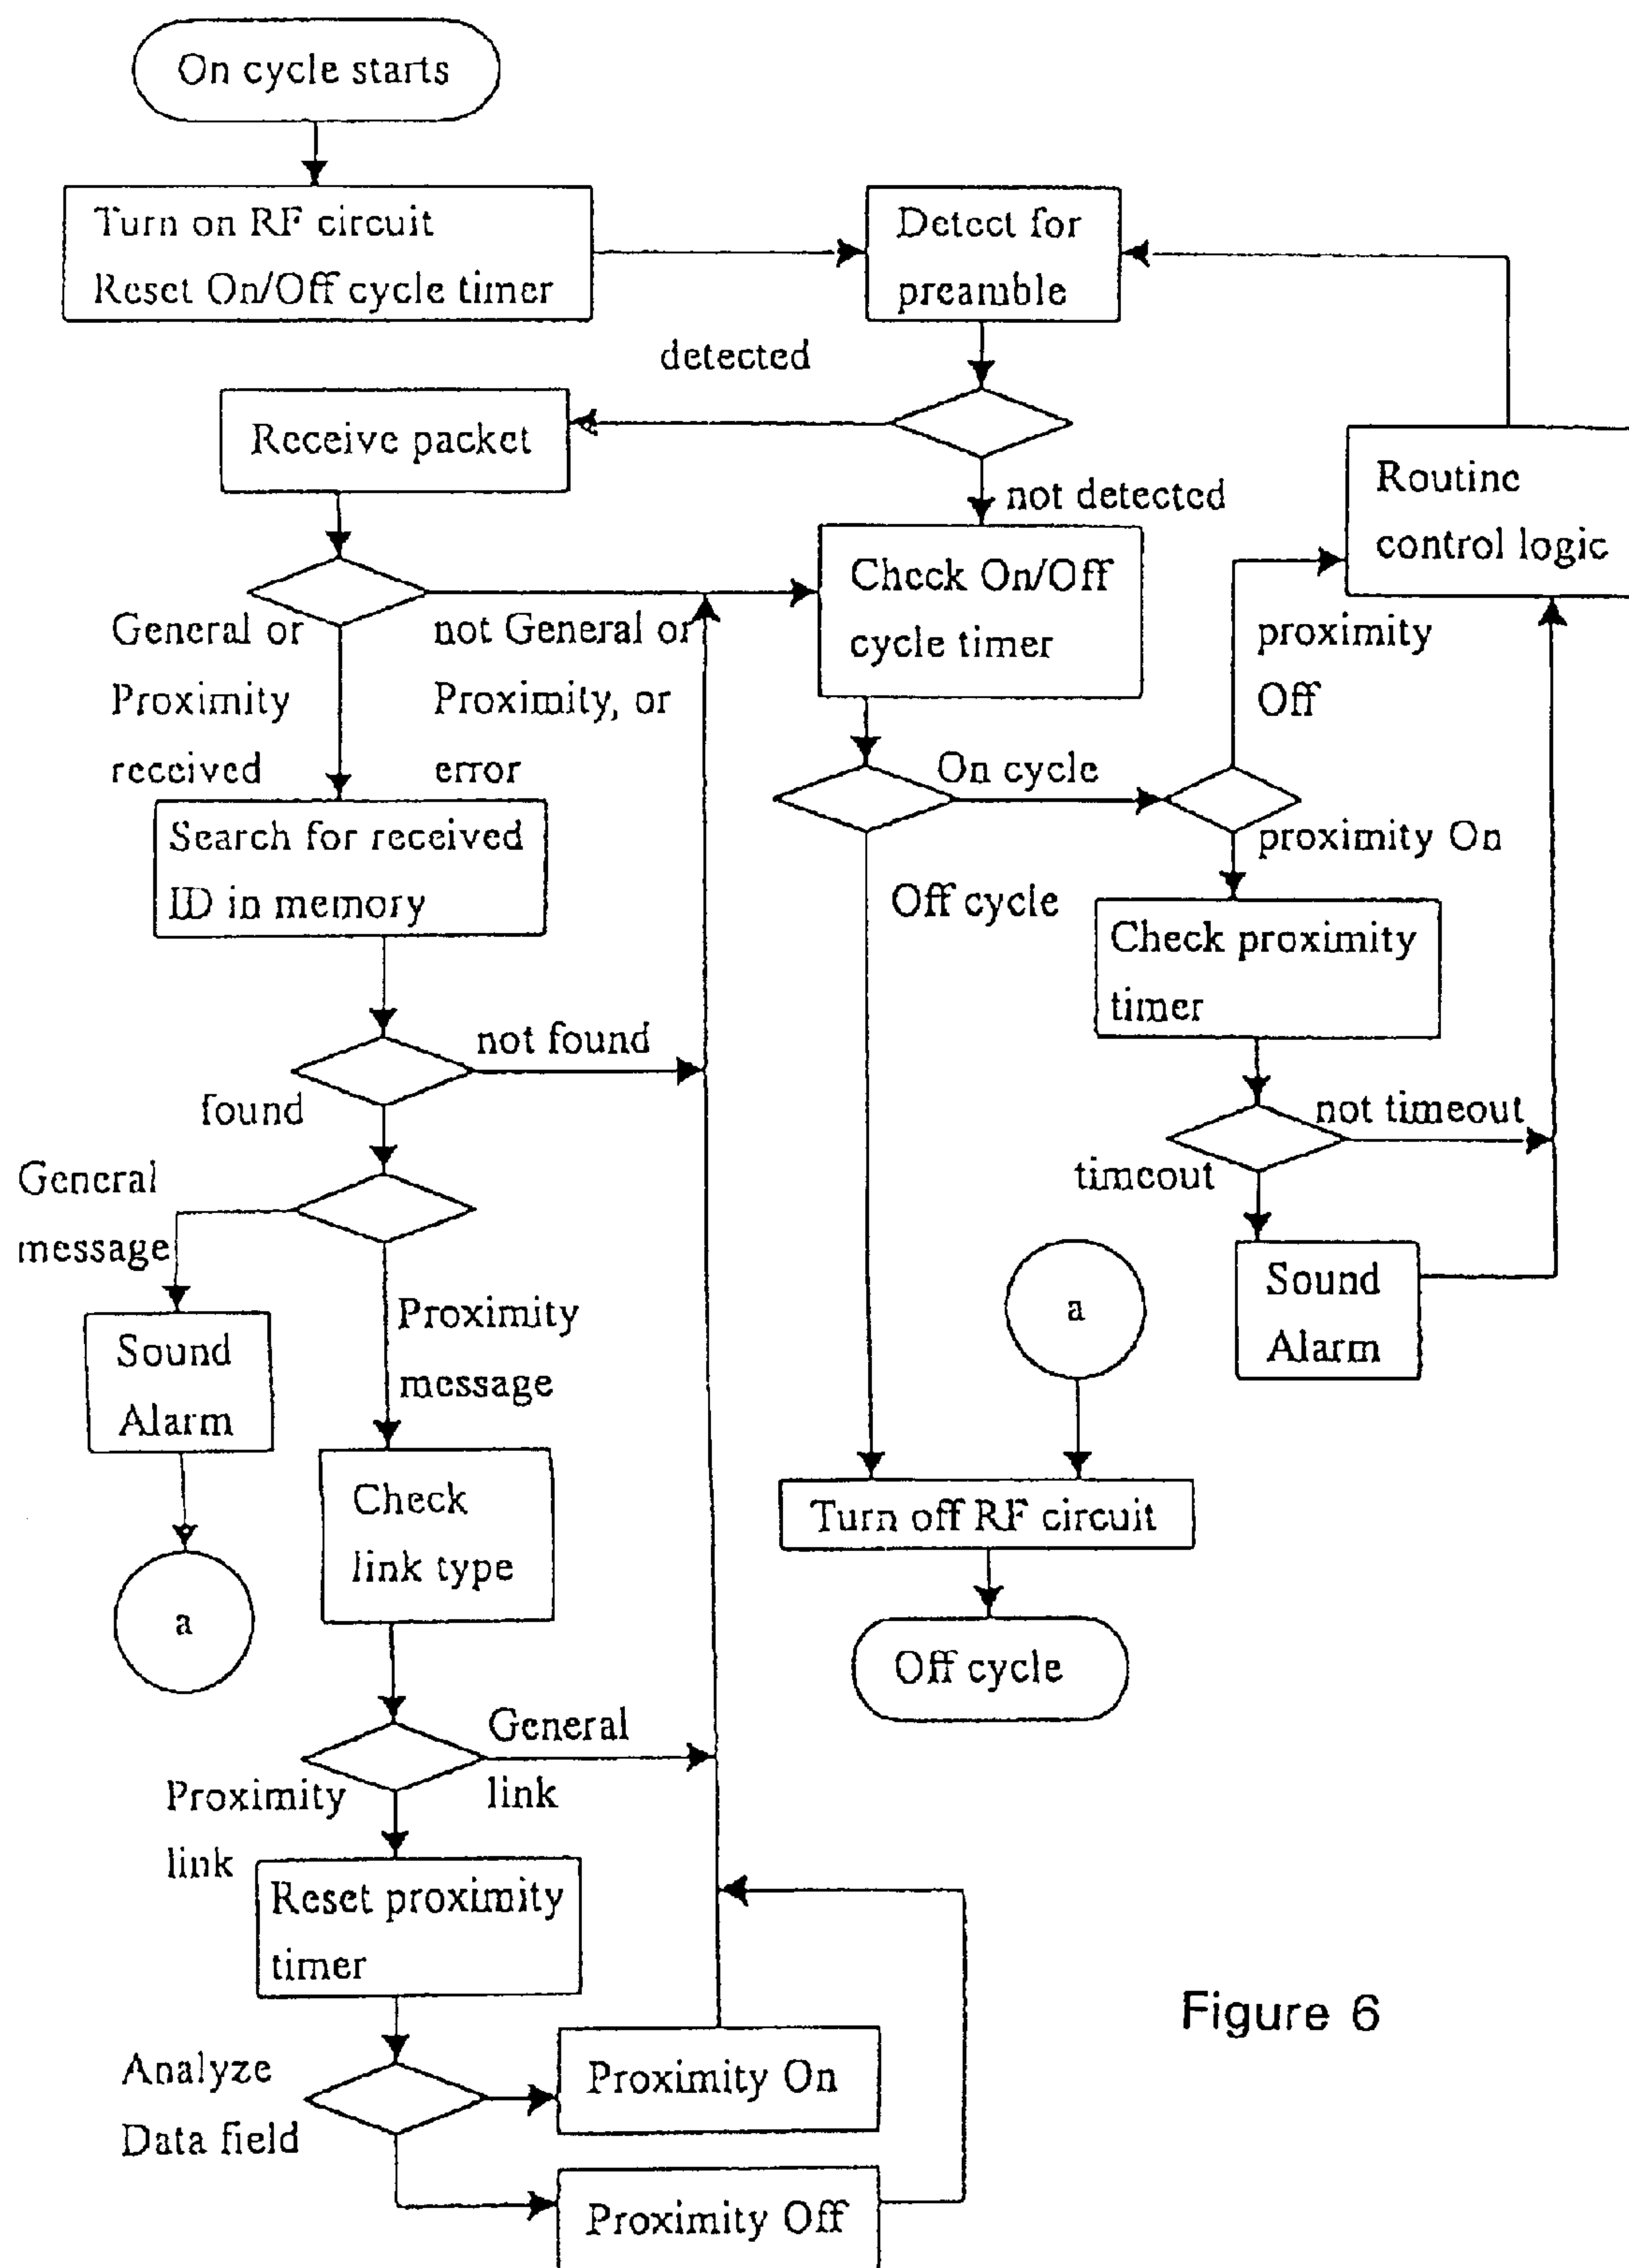 On cycle starts
Turn on RF circuit
Reset On/Off cycle timer
Detect for
preamble
detected
Receive packet
not detected
Routine
control logic
Check On/Off
cycle timer
General or
Proximity
received
not General or
Proximity, or
error
proximity
Off
On cycle
proximity On
Search for received
ID in memory
Off cycle
Check proximity
timer
not found
found
not timeout
timeout
General
message
Sound
Alarm
a
Proximity
message
Sound
Alarm
Check
link type
Turn off RF circuit
a
Off cycle
General
link
Proximity
link
Reset proximity
timer
Figure 6
Analyze
Data field
Proximity On
Proximity Off